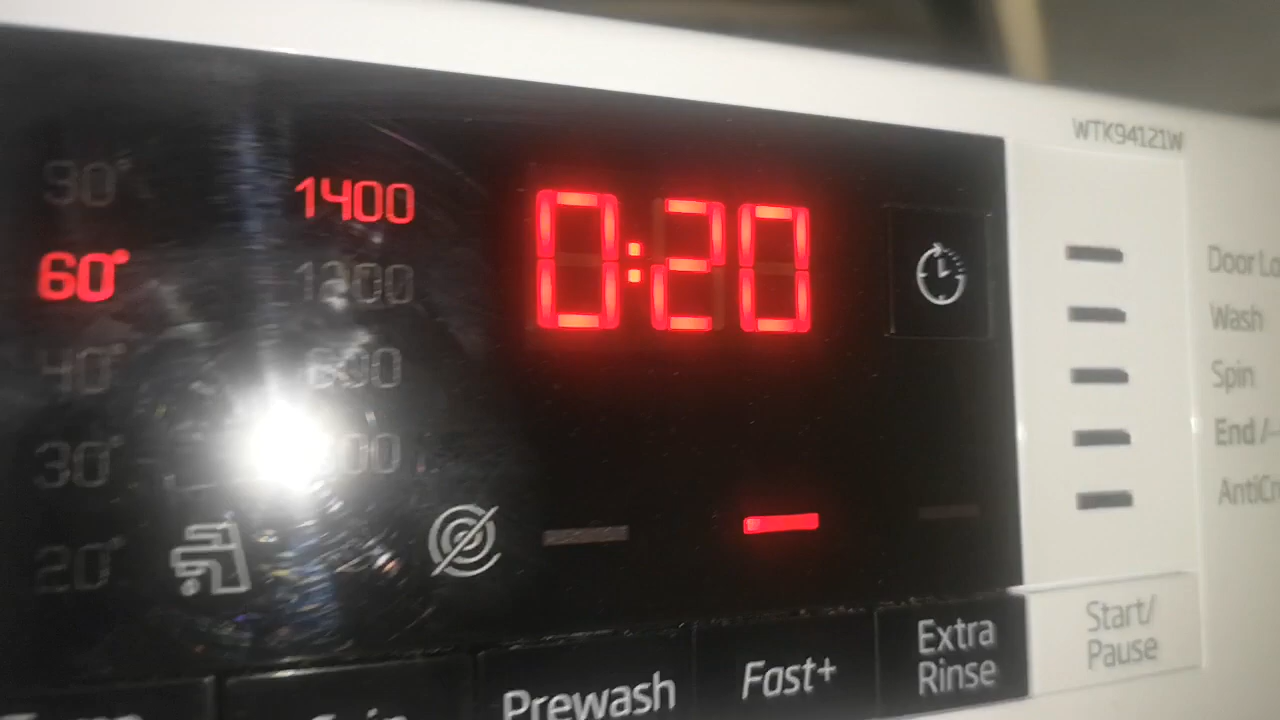 WTK94121W
90°
1400
0:20
60°
1200
40°
800
30°
20°
Door Lo
Wash
Spin
End /-
AntiCr
Prewash
Fast+
Extra
Rinse
Start/
Pause